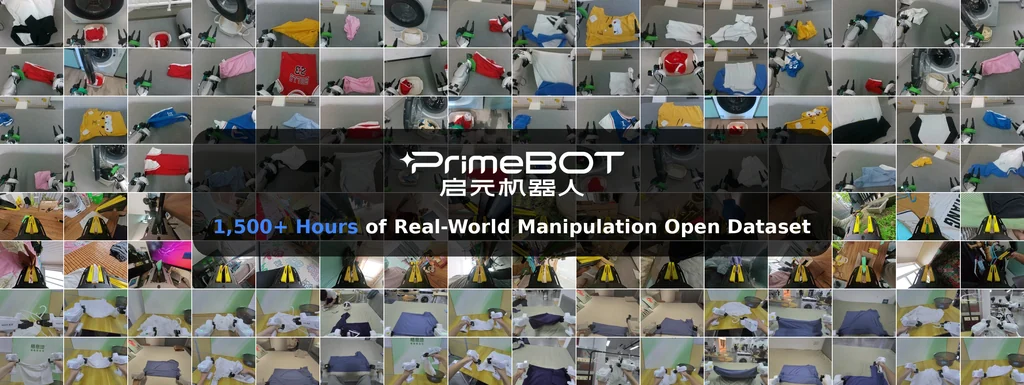 PrimeBOT
启元机器人
1,500+ Hours of Real-World Manipulation Open Dataset